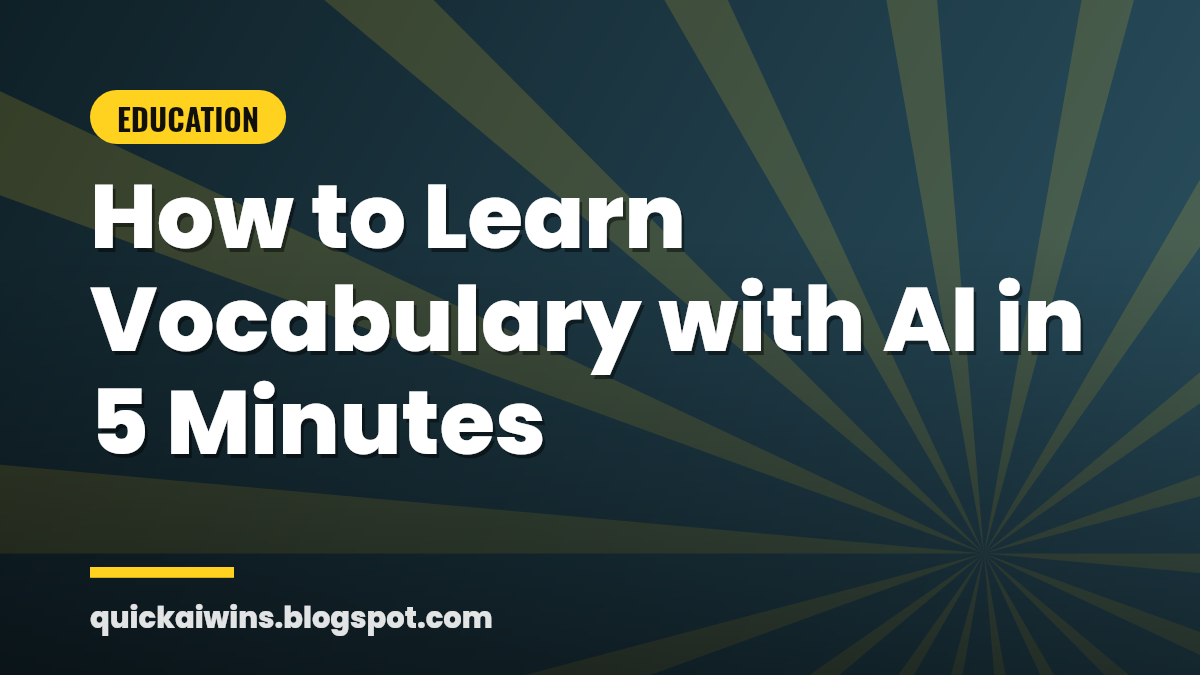 EDUCATION
How to Learn
Vocabulary with AI in
5 Minutes
quickaiwins.blogspot.com